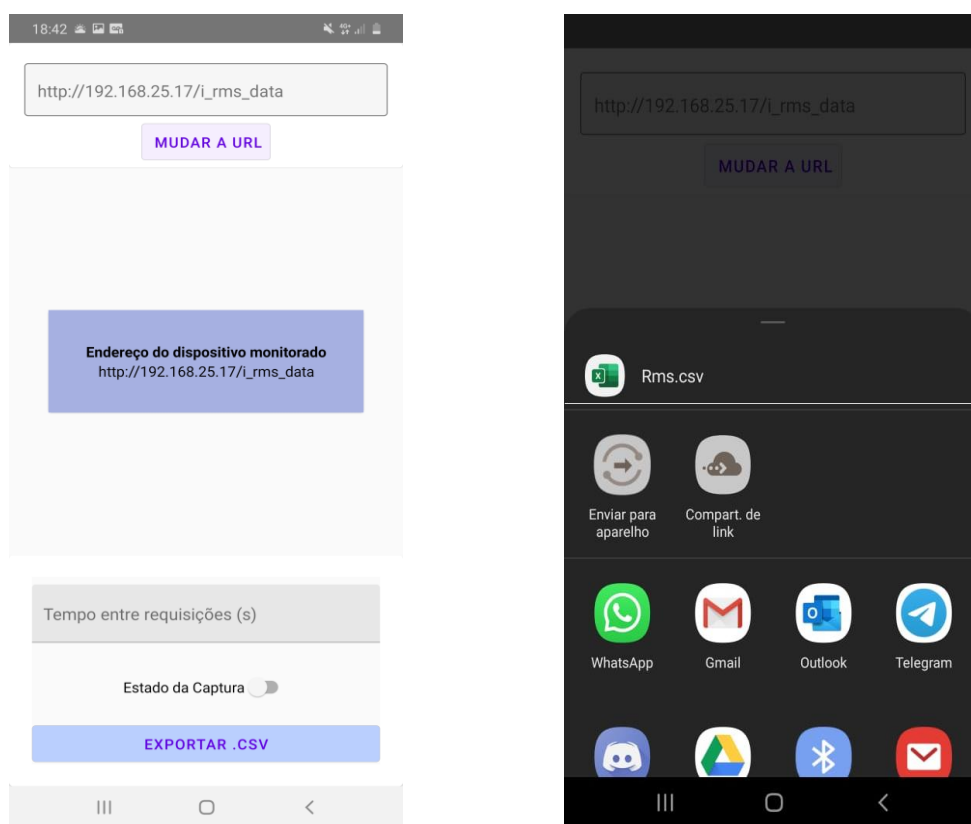 18:42
http://192.168.25.17/i_rms_data
MUDAR A URL
Endereço do dispositivo monitorado
http://192.168.25.17/i_rms_data
Tempo entre requisições (s)
Estado da Captura
EXPORTAR .CSV
http://192.168.25.17/i_rms_data
MUDAR A URL
Rms.csv
Enviar para
aparelho
Compart. de
link
WhatsApp
Gmail
Outlook
Telegram